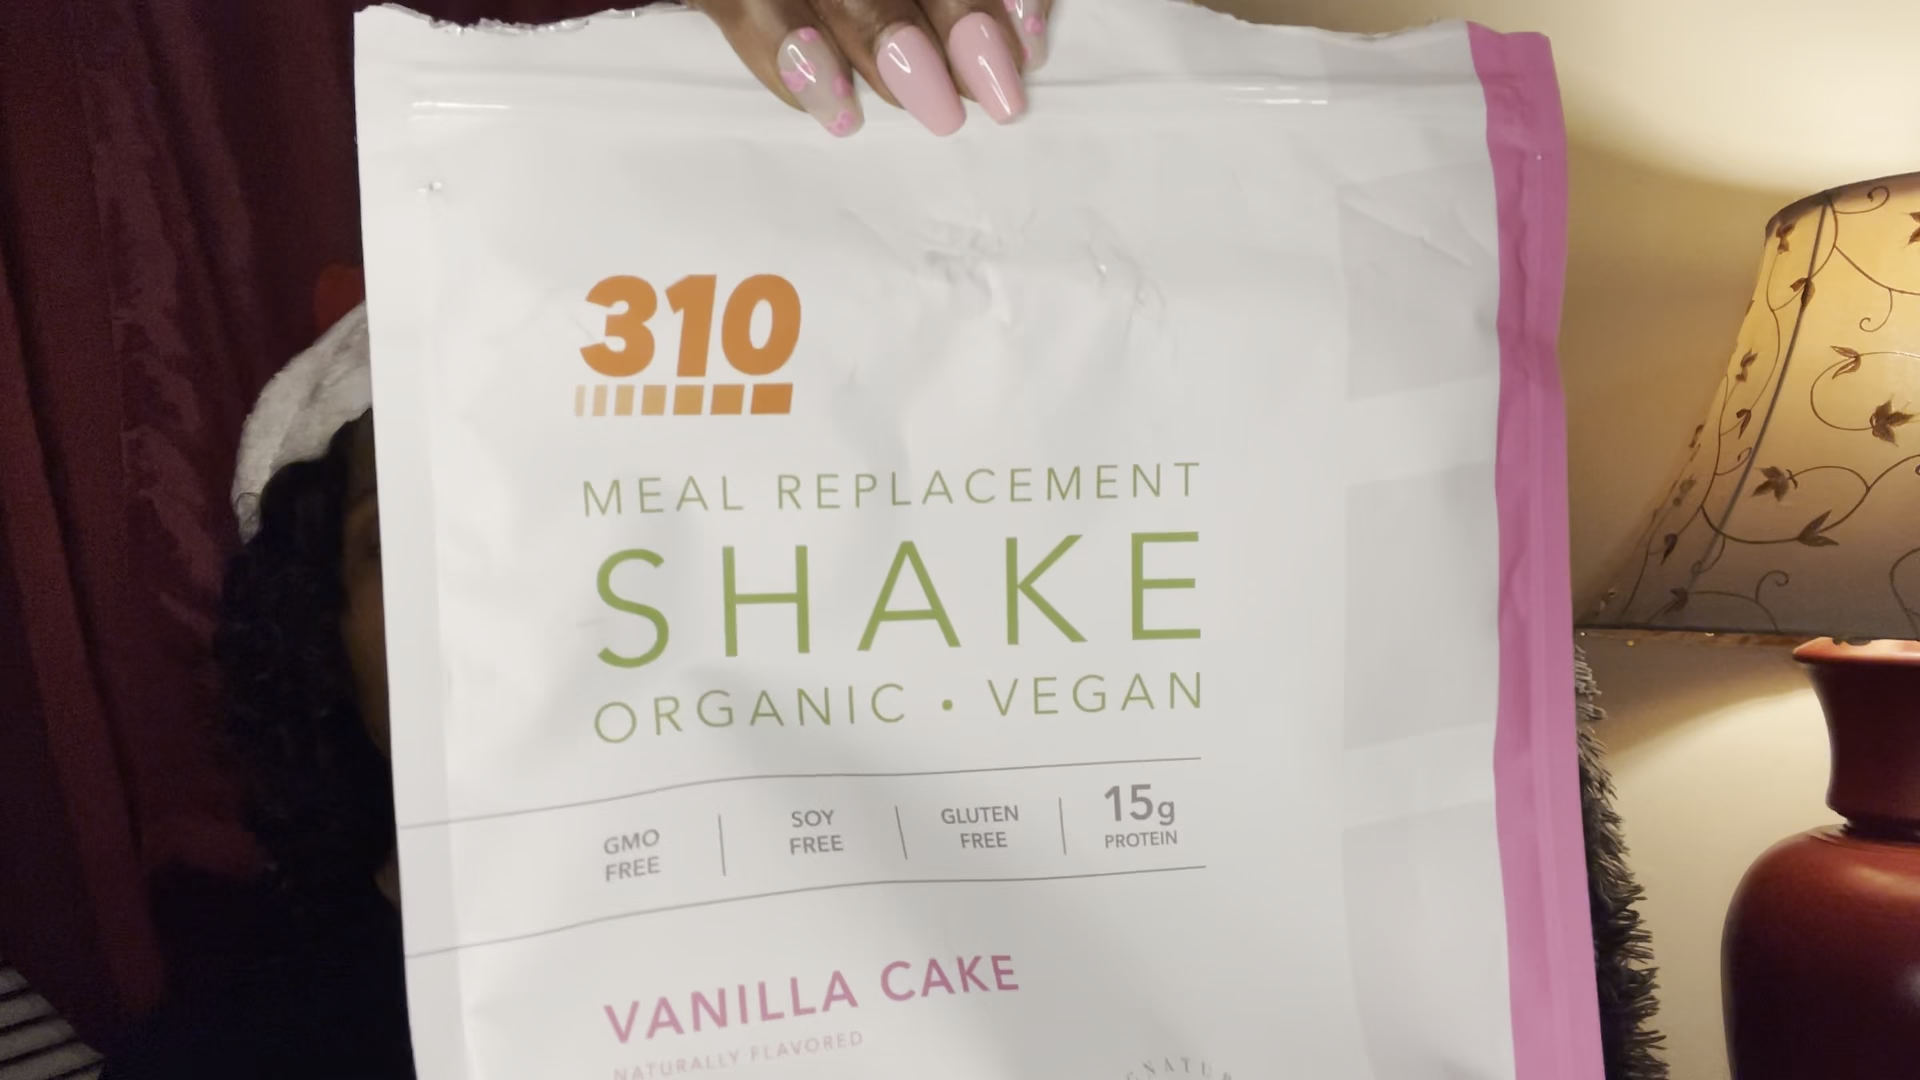 310
MEAL REPLACEMENT
SHAKE
ORGANIC • VEGAN
GMO FREE
SOY FREE
GLUTEN FREE
15g PROTEIN
VANILLA CAKE
NATURALLY FLAVORED